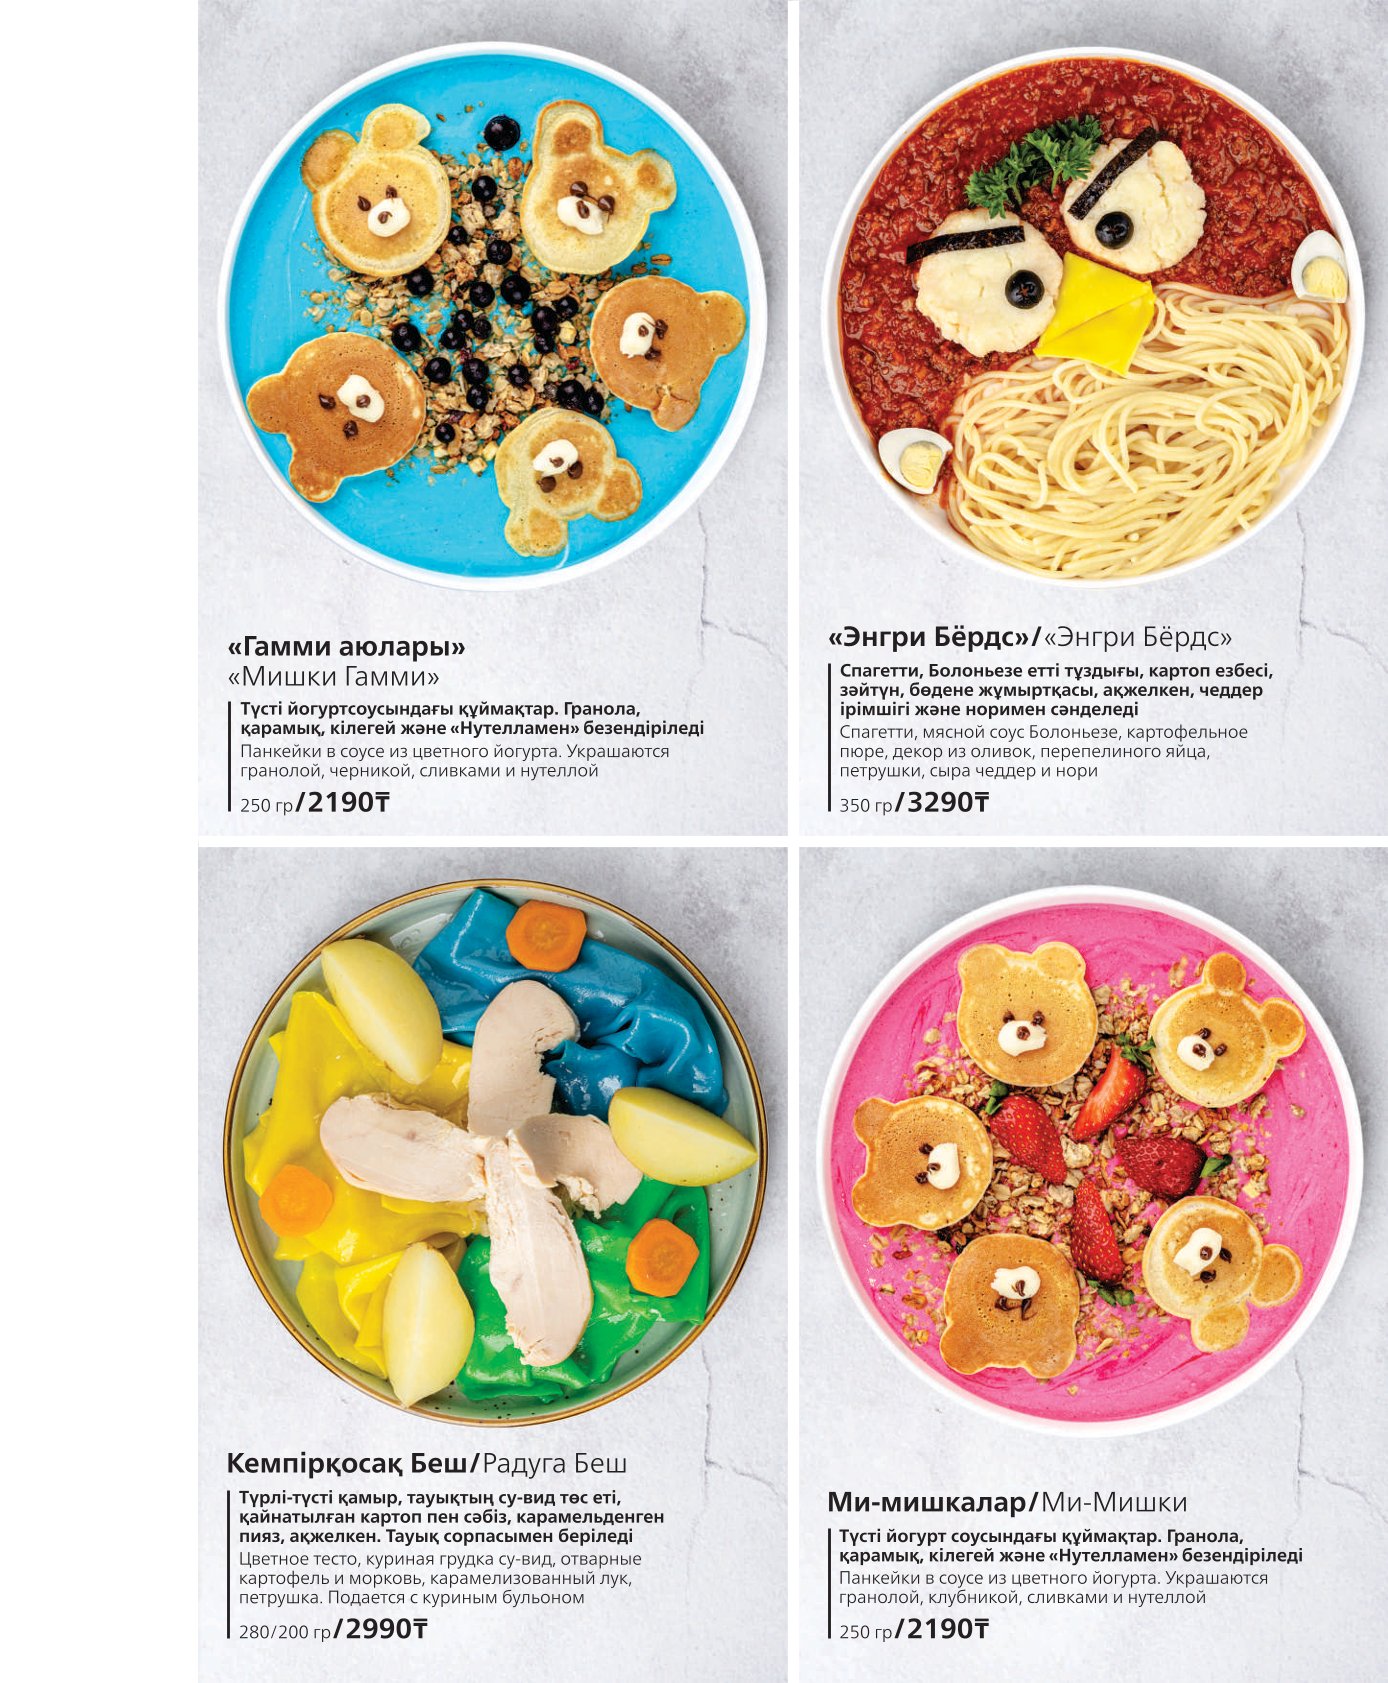 «Гамми аюлары»
«Мишки Гамми»
Түсті йогуртсоусындағы құймақтар. Гранола,
қарамық, кілегей және «Нутелламен» безендіріледі
Панкейки в соусе из цветного йогурта. Украшаются
гранолой, черникой, сливками и нутеллой
250 гр/2190₸
«Энгри Бёрдс»/«Энгри Бёрдс»
Спагетти, Болоньезе етті тұздығы, картоп езбесі,
зәйтүн, бөдене жұмыртқасы, ақжелкен, чеддер
ірімшігі және норимен сәнделеді
Спагетти, мясной соус Болоньезе, картофельное
пюре, декор из оливок, перепелиного яйца,
петрушки, сыра чеддер и нори
350 гр/3290₸
Кемпірқосақ Беш/Радуга Беш
Түрлі-түсті қамыр, тауықтың су-вид төс еті,
қайнатылған картоп пен сәбіз, карамельденген
пияз, ақжелкен. Тауық сорпасымен беріледі
Цветное тесто, куриная грудка су-вид, отварные
картофель и морковь, карамелизованный лук,
петрушка. Подается с куриным бульоном
280/200 гр/2990₸
Ми-мишкалар/Ми-Мишки
Түсті йогурт соусындағы құймақтар. Гранола,
қарамық, кілегей және «Нутелламен» безендіріледі
Панкейки в соусе из цветного йогурта. Украшаются
гранолой, клубникой, сливками и нутеллой
250 гр/2190₸